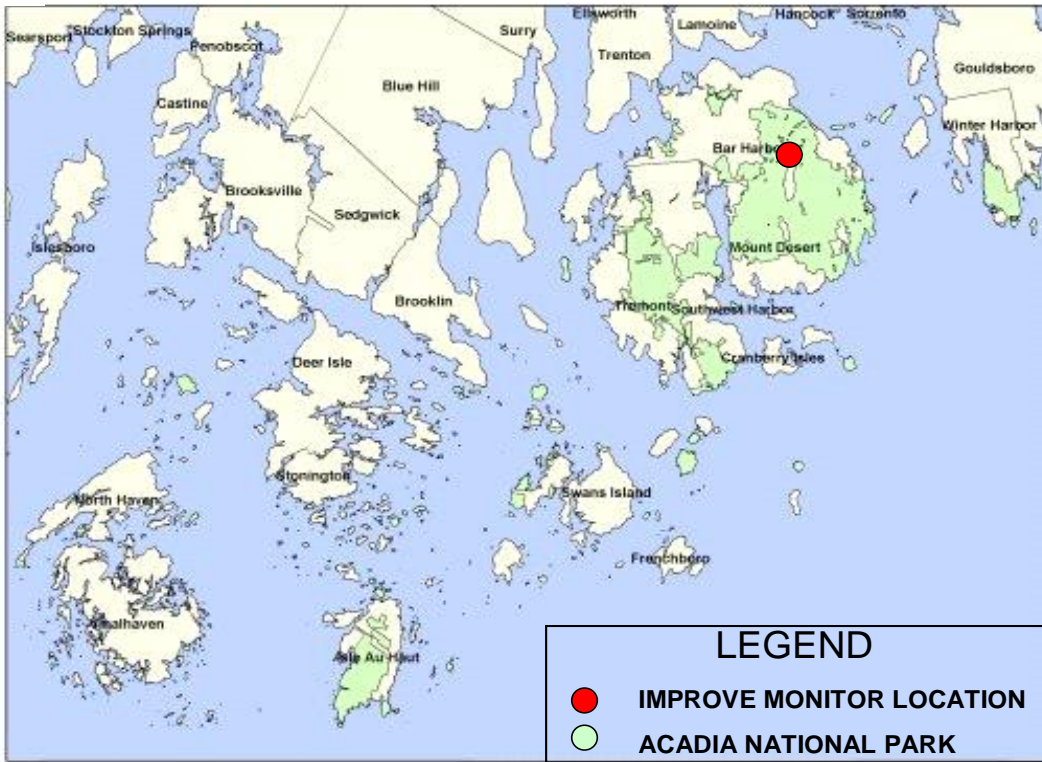 Ellsworth
Hancock
Sorrento
Searsport
Stockton Springs
Surry
Lamoine
Penobscot
Trenton
Gouldsboro
Blue Hill
Castine
Winter Harbor
Bar Harbo
Brooksville
Sedgwick
Islesboro
Mount Desert
Brooklin
Tremont
Southwest Harbor
Deer Isle
Cranberry Isles
Stonington
Swans Island
North Haven
Frenchboro
Vinalhaven
Isle Au Haut
LEGEND
IMPROVE MONITOR LOCATION
ACADIA NATIONAL PARK